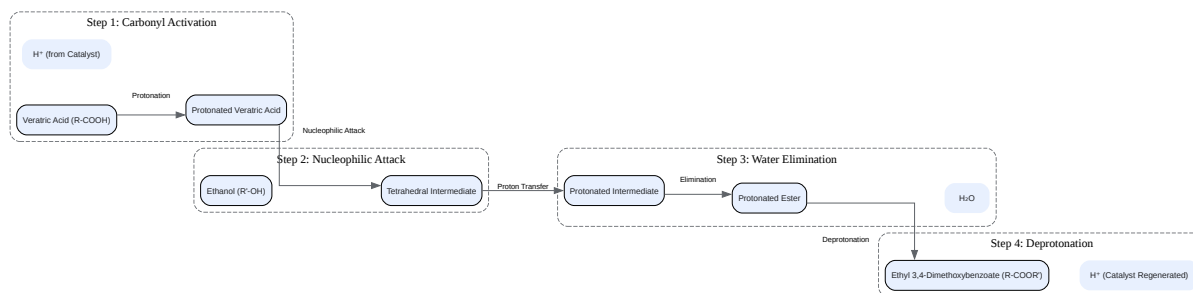 Step 1: Carbonyl Activation
H⁺ (from Catalyst)
Protonation
Veratric Acid (R-COOH)
Protonated Veratric Acid
Nucleophilic Attack
Step 2: Nucleophilic Attack
Ethanol (R'-OH)
Tetrahedral Intermediate
Proton Transfer
Step 3: Water Elimination
Protonated Intermediate
Elimination
Protonated Ester
H₂O
Deprotonation
Step 4: Deprotonation
Ethyl 3,4-Dimethoxybenzoate (R-COOR')
H⁺ (Catalyst Regenerated)